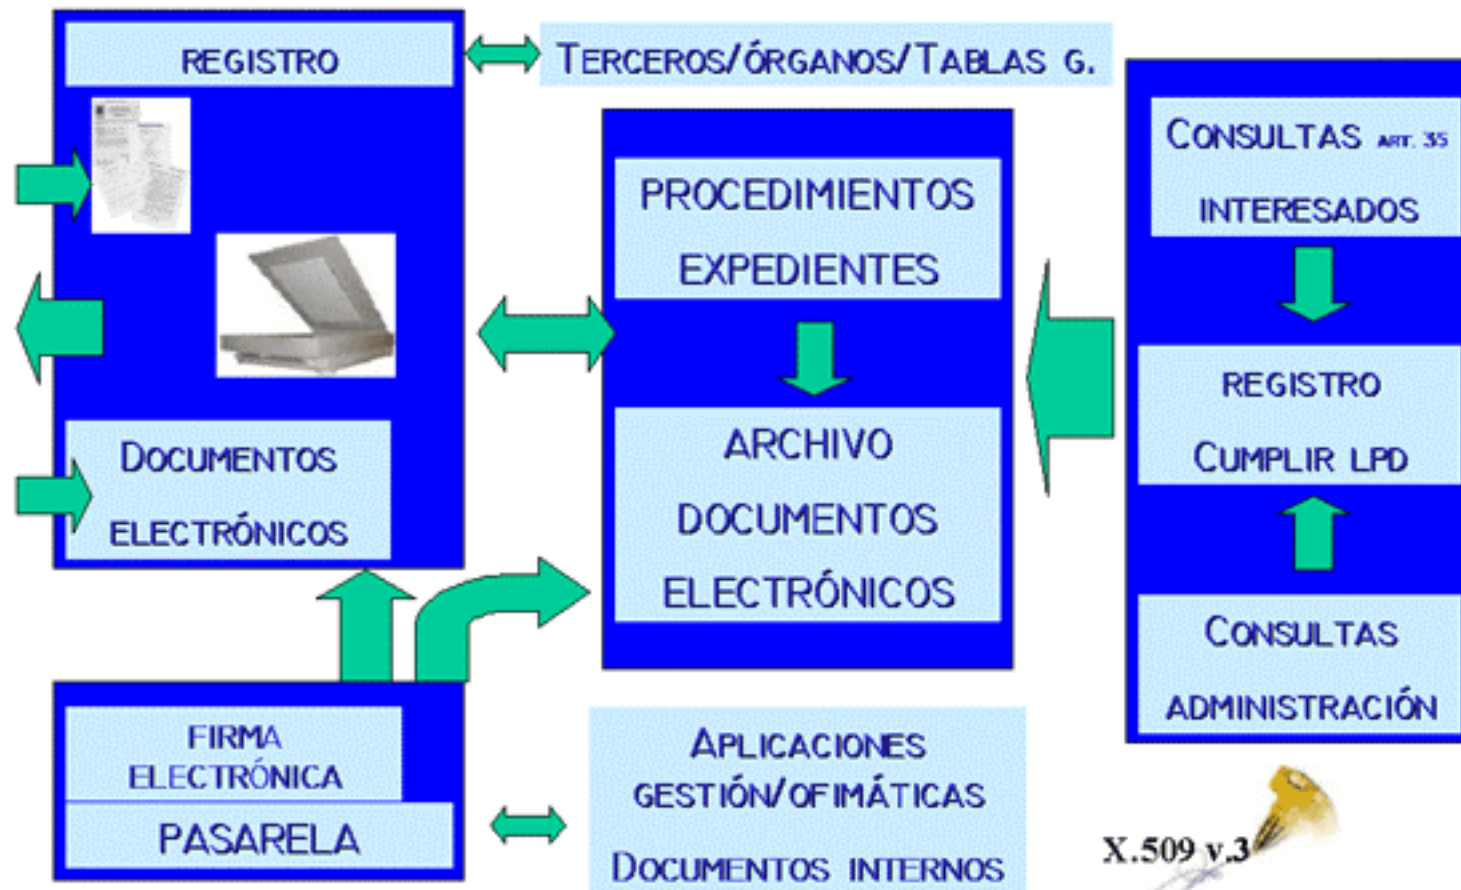 REGISTRO
TERCEROS/ÓRGANOS/TABLAS G.
DOCUMENTOS
ELECTRÓNICOS
PROCEDIMIENTOS
EXPEDIENTES
ARCHIVO
DOCUMENTOS
ELECTRÓNICOS
CONSULTAS ART. 35
INTERESADOS
REGISTRO
CUMPLIR LPD
CONSULTAS
ADMINISTRACIÓN
FIRMA
ELECTRÓNICA
PASARELA
APLICACIONES
GESTIÓN/OFIMÁTICAS
DOCUMENTOS INTERNOS
X.509 v.3